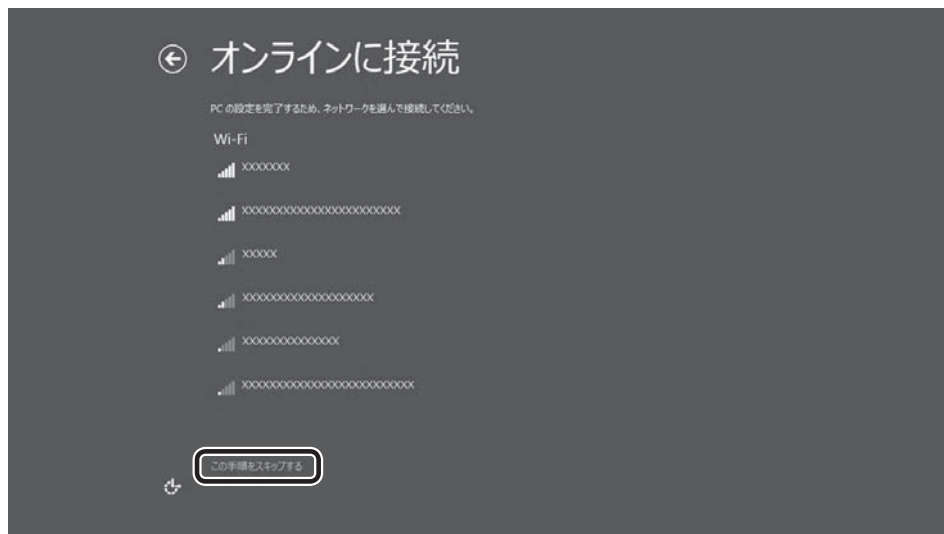 オンラインに接続
PC の設定を完了するため、ネットワークを選んで接続してください。
Wi-Fi
XXXXXXX
XXXXXXXXXXXXXXXXXXXXXXX
XXXXX
XXXXXXXXXXXXXXXXXXX
XXXXXXXXXXXXXX
XXXXXXXXXXXXXXXXXXXXXXXXX
この手順をスキップする